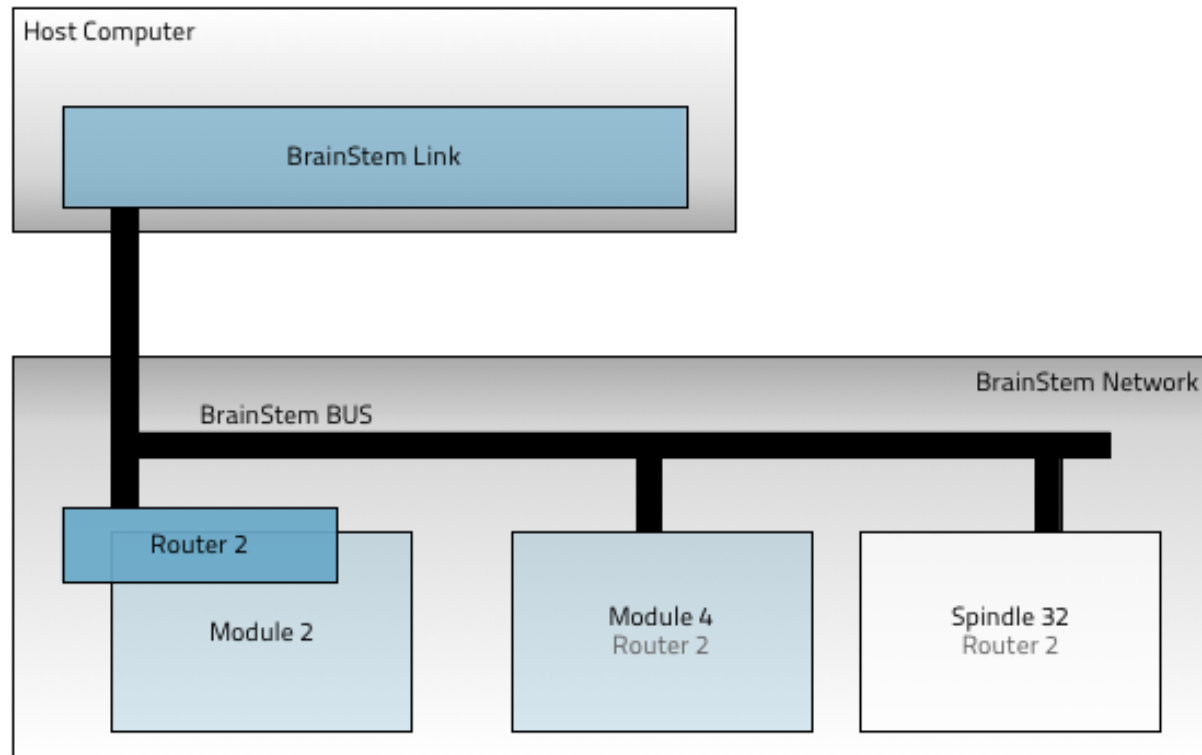 Host Computer
BrainStem Link
BrainStem Network
BrainStem BUS
Router 2
Module 2
Module 4
Router 2
Spindle 32
Router 2